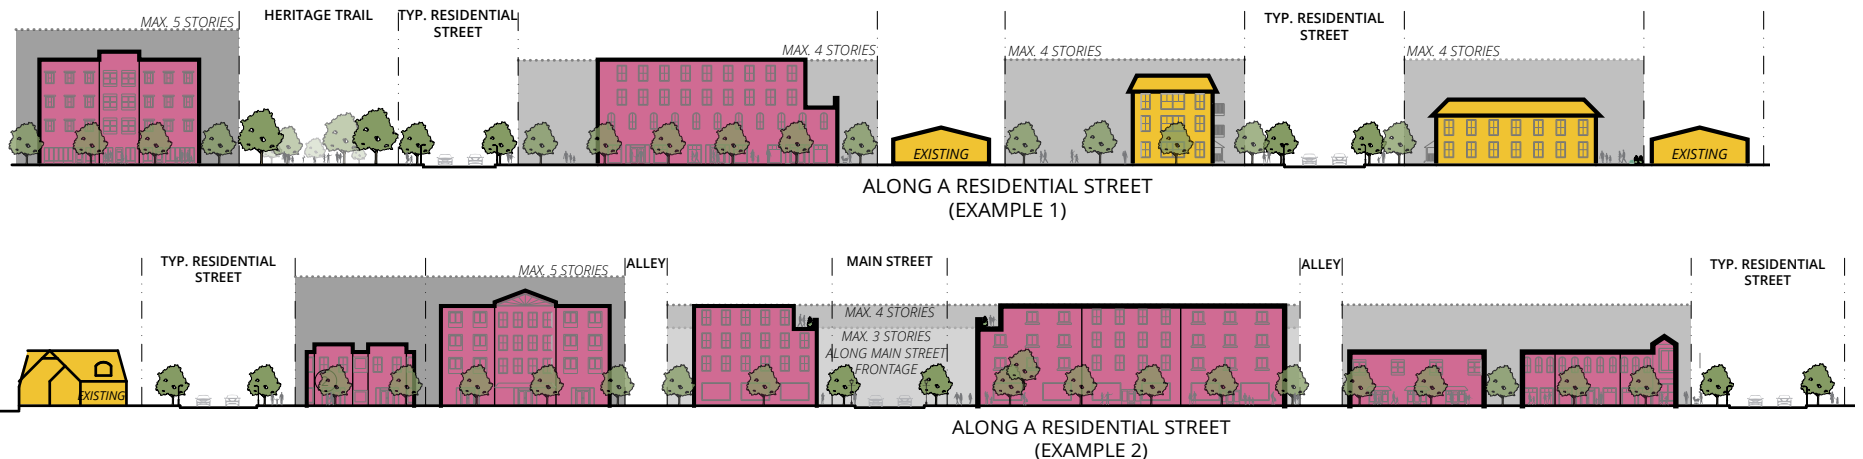 MAX. 5 STORIES
HERITAGE TRAIL
TYP. RESIDENTIAL
STREET
MAX. 4 STORIES
MAX. 4 STORIES
TYP. RESIDENTIAL
STREET
MAX. 4 STORIES
EXISTING
EXISTING
ALONG A RESIDENTIAL STREET
(EXAMPLE 1)
TYP. RESIDENTIAL
STREET
MAX. 5 STORIES
ALLEY
MAIN STREET
MAX. 4 STORIES
MAX. 3 STORIES
ALONG MAIN STREET
FRONTAGE
ALLEY
TYP. RESIDENTIAL
STREET
EXISTING
ALONG A RESIDENTIAL STREET
(EXAMPLE 2)